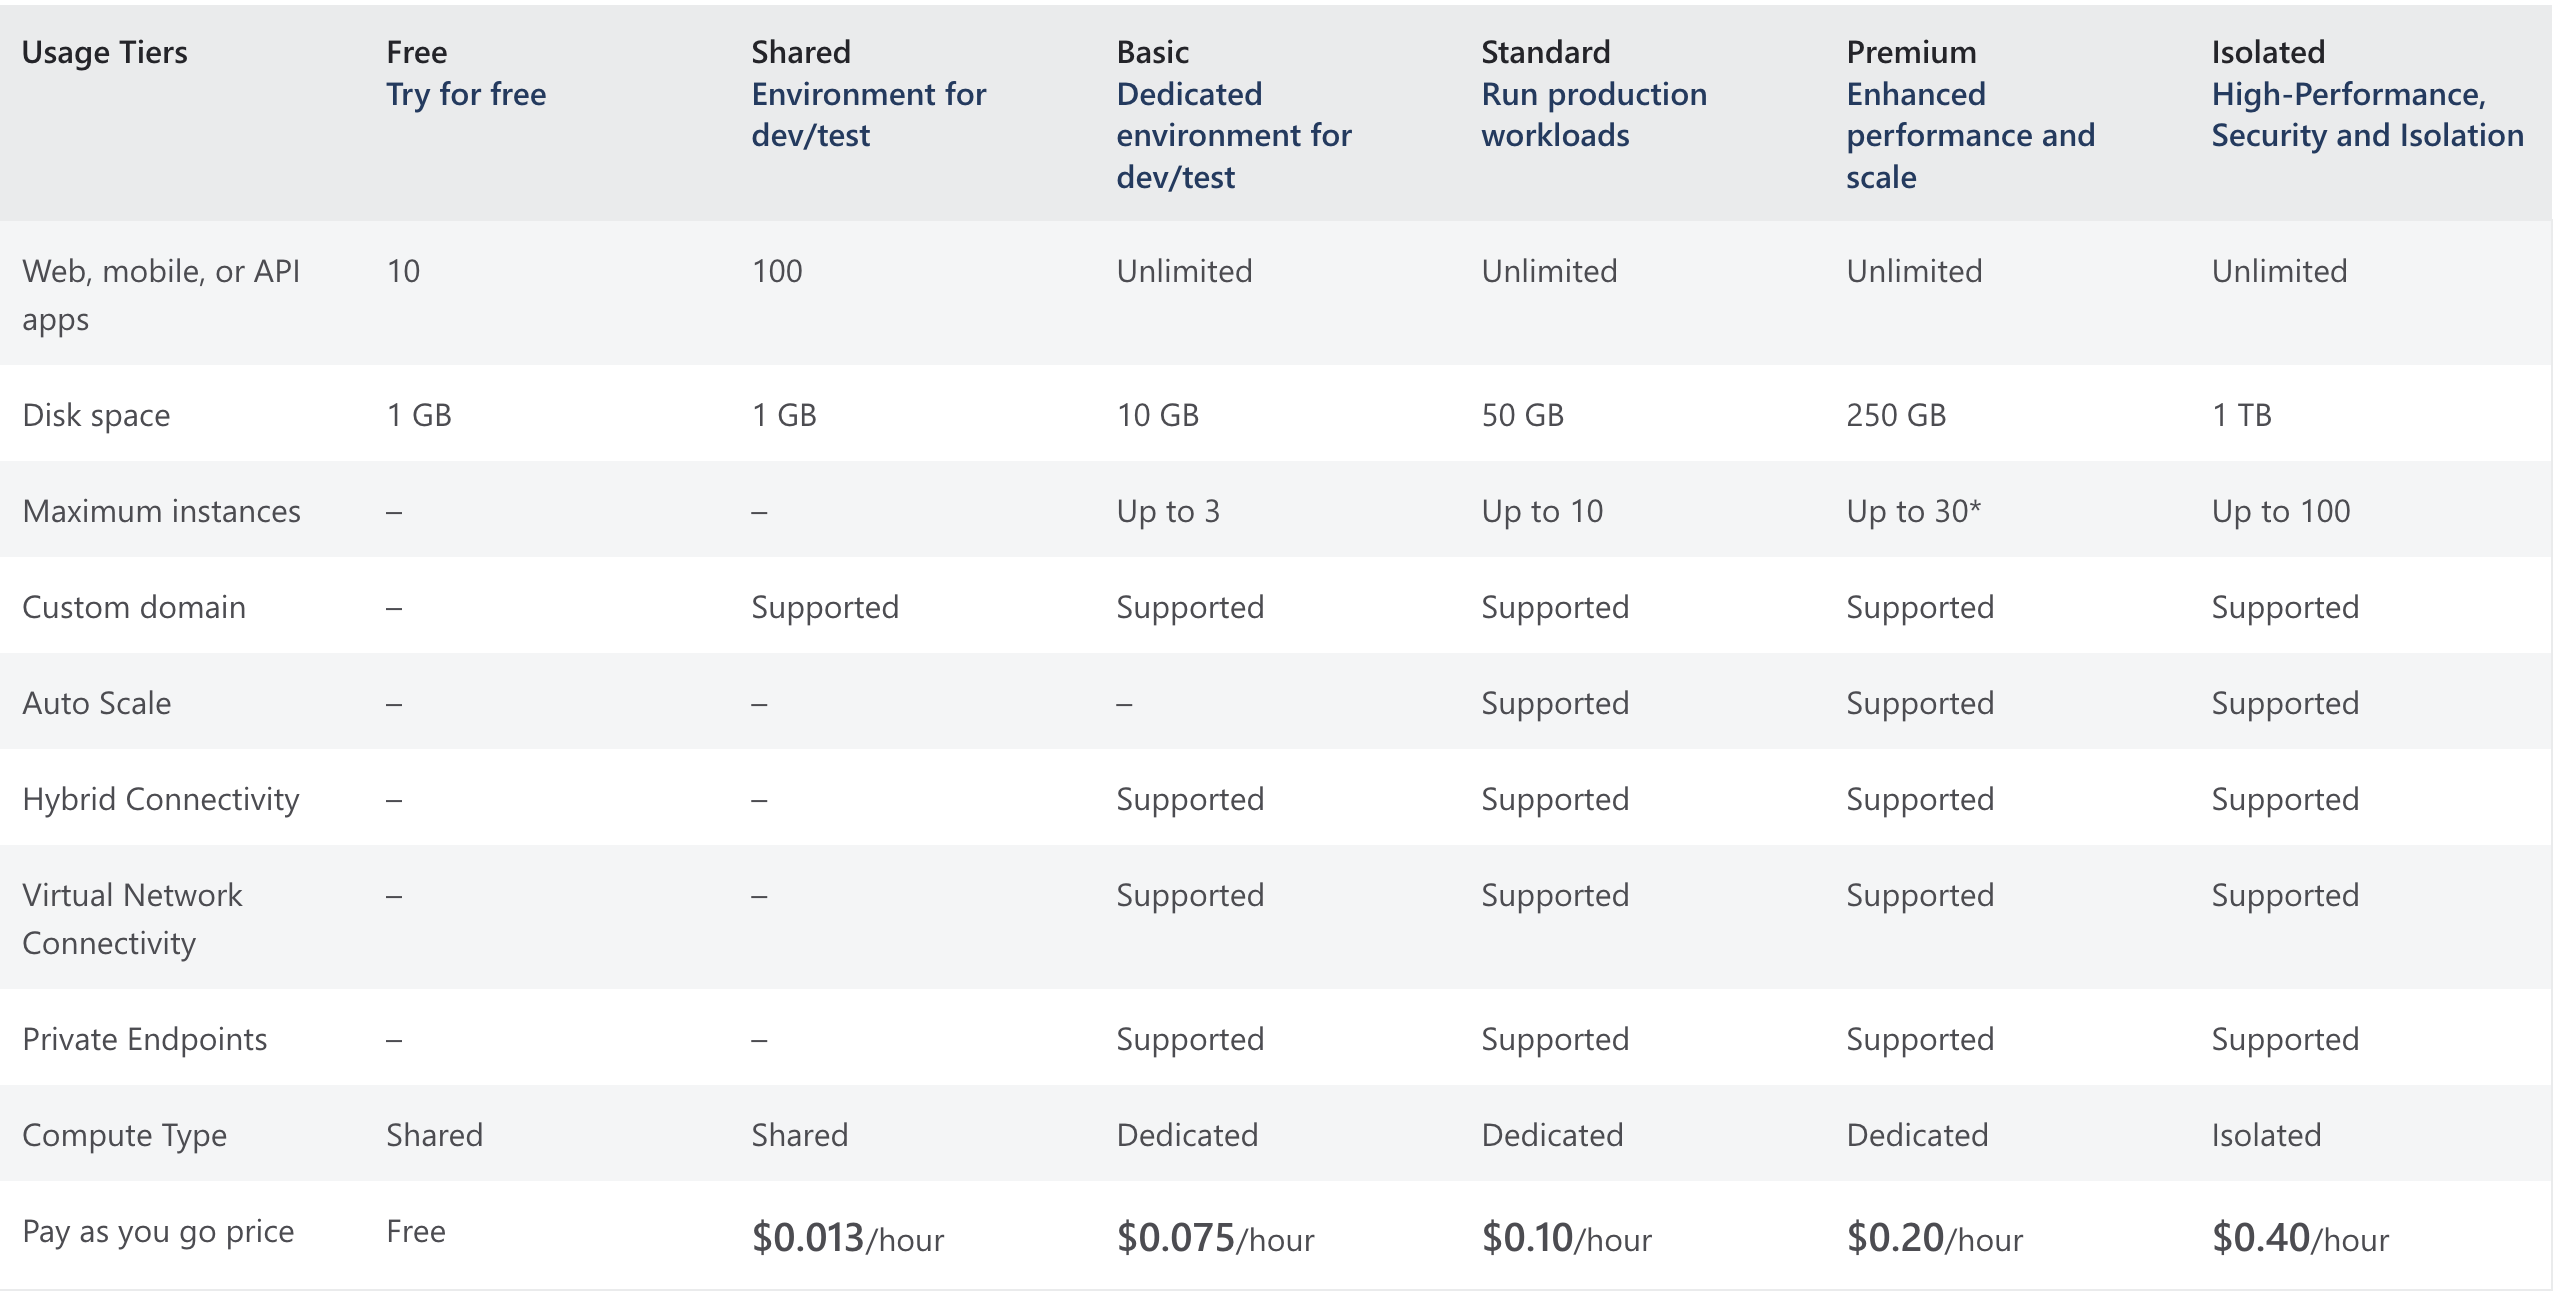 Usage Tiers
Free
Try for free
Shared
Environment for
dev/test
Basic
Dedicated
environment for
dev/test
Standard
Run production
workloads
Premium
Enhanced
performance and
scale
Isolated
High-Performance,
Security and Isolation
Web, mobile, or API
apps
10
100
Unlimited
Unlimited
Unlimited
Unlimited
Disk space
1 GB
1 GB
10 GB
50 GB
250 GB
1 TB
Maximum instances
–
–
Up to 3
Up to 10
Up to 30*
Up to 100
Custom domain
–
Supported
Supported
Supported
Supported
Supported
Auto Scale
–
–
–
Supported
Supported
Supported
Hybrid Connectivity
–
–
Supported
Supported
Supported
Supported
Virtual Network
Connectivity
–
–
Supported
Supported
Supported
Supported
Private Endpoints
–
–
Supported
Supported
Supported
Supported
Compute Type
Shared
Shared
Dedicated
Dedicated
Dedicated
Isolated
Pay as you go price
Free
$0.013/hour
$0.075/hour
$0.10/hour
$0.20/hour
$0.40/hour